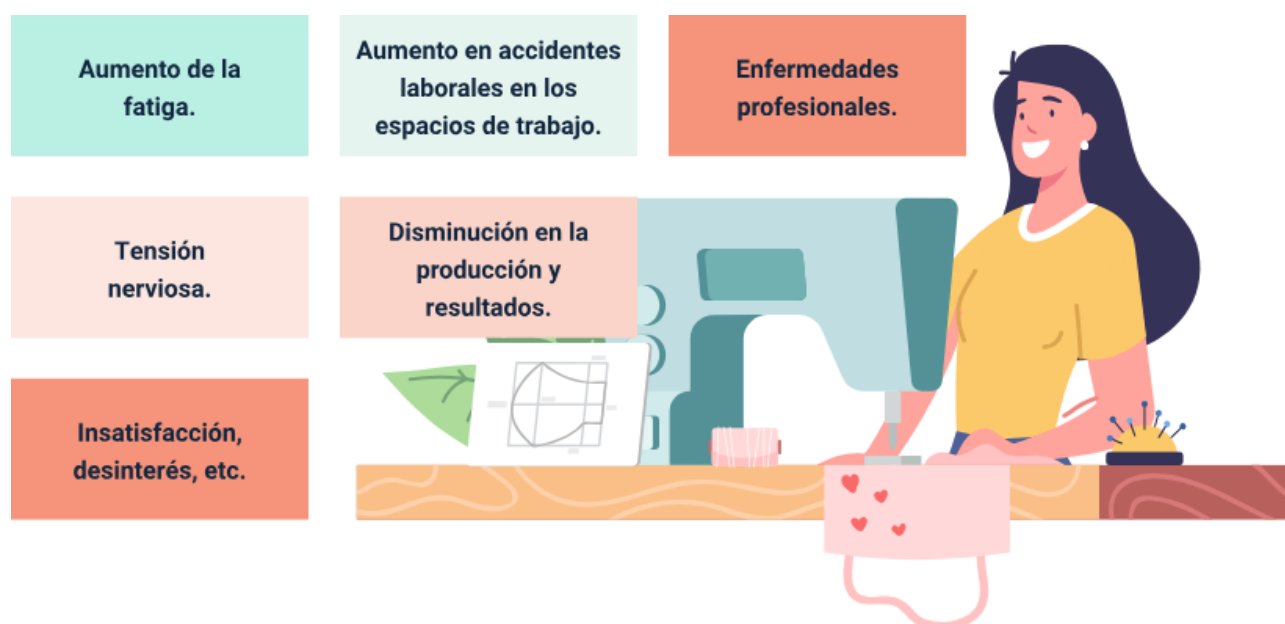 Aumento de la
fatiga.
Aumento en accidentes
laborales en los
espacios de trabajo.
Enfermedades
profesionales.
Tensión
nerviosa.
Disminución en la
producción y
resultados.
Insatisfacción,
desinterés, etc.